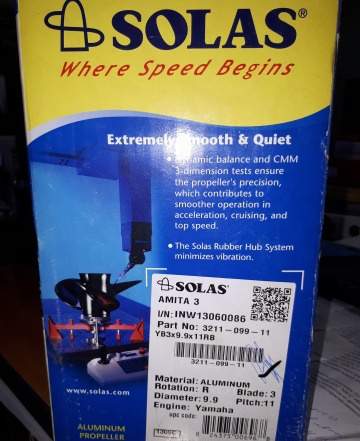 SOLAS®
Where Speed Begins
Extremely Smooth & Quiet
• Dynamic balance and CMM
3-dimension tests ensure
the propeller's precision,
which contributes to
smoother operation in
acceleration, cruising, and
top speed.
• The Solas Rubber Hub System
minimizes vibration.
SOLAS®
AMITA 3
I/N: INW13060086
Part No: 3211-099-11
YB3x9.9x11RB
3211-099-11
Material: ALUMINUM
Rotation: R Blade: 3
Diameter: 9.9 Pitch: 11
Engine: Yamaha
upc code:
www.solas.com
ALUMINUM
PROPELLER